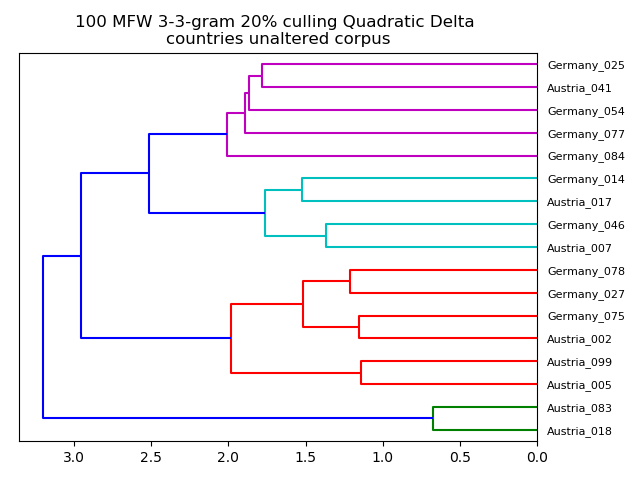 100 MFW 3-3-gram 20% culling Quadratic Delta
countries unaltered corpus
Germany_025
Austria_041
Germany_054
Germany_077
Germany_084
Germany_014
Austria_017
Germany_046
Austria_007
Germany_078
Germany_027
Germany_075
Austria_002
Austria_099
Austria_005
Austria_083
Austria_018
3.0 2.5 2.0 1.5 1.0 0.5 0.0